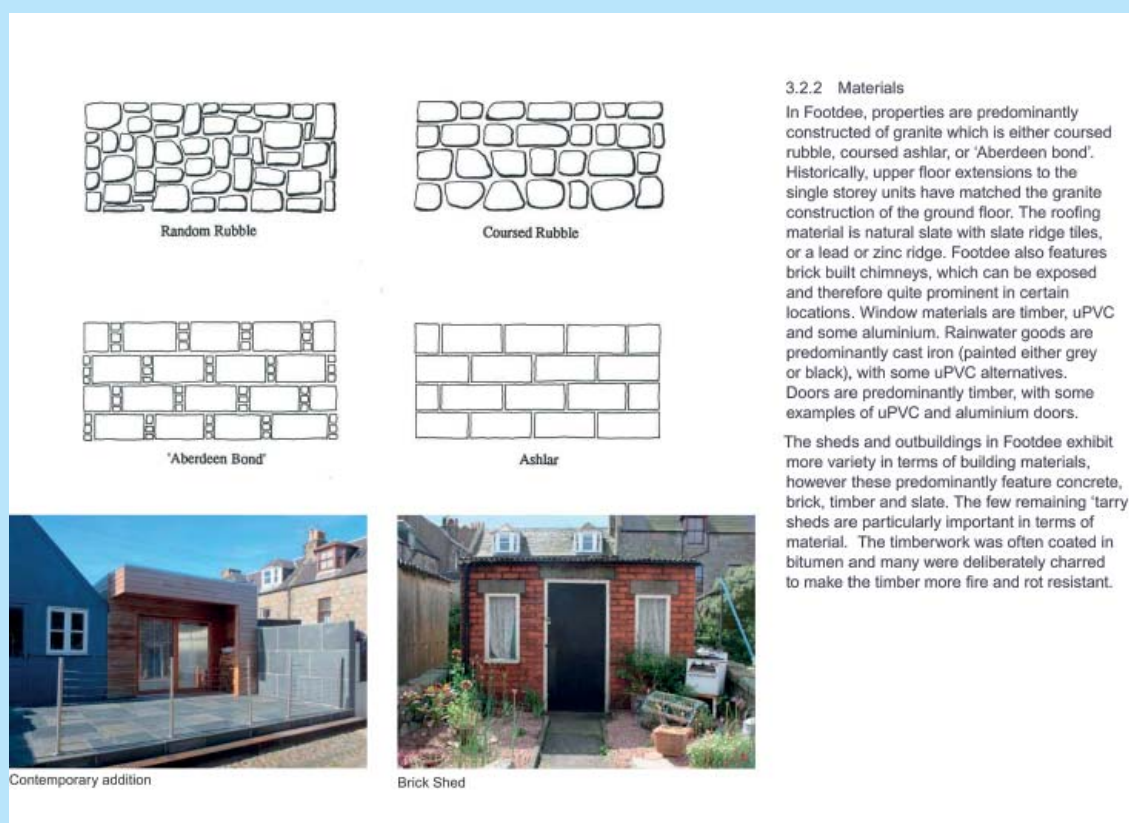 Random Rubble
Coursed Rubble
'Aberdeen Bond'
Ashlar
Contemporary addition
Brick Shed
3.2.2 Materials
In Footdee, properties are predominantly
constructed of granite which is either coursed
rubble, coursed ashlar, or ‘Aberdeen bond’.
Historically, upper floor extensions to the
single storey units have matched the granite
construction of the ground floor. The roofing
material is natural slate with slate ridge tiles,
or a lead or zinc ridge. Footdee also features
brick built chimneys, which can be exposed
and therefore quite prominent in certain
locations. Window materials are timber, uPVC
and some aluminium. Rainwater goods are
predominantly cast iron (painted either grey
or black), with some uPVC alternatives.
Doors are predominantly timber, with some
examples of uPVC and aluminium doors.
The sheds and outbuildings in Footdee exhibit
more variety in terms of building materials,
however these predominantly feature concrete,
brick, timber and slate. The few remaining ‘tarry
sheds are particularly important in terms of
material. The timberwork was often coated in
bitumen and many were deliberately charred
to make the timber more fire and rot resistant.